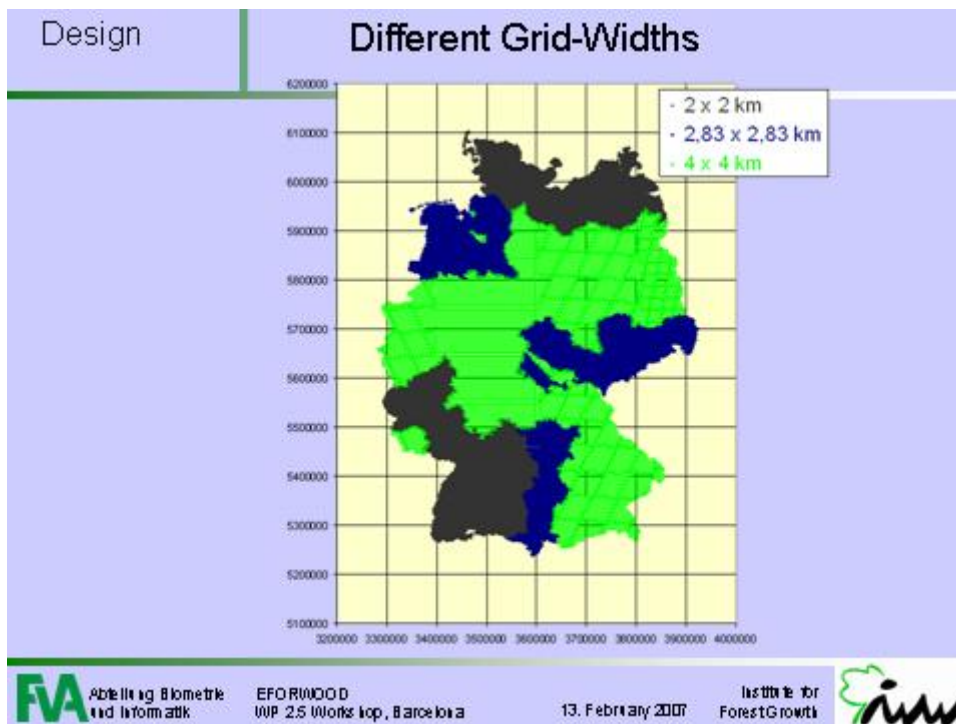 Design
Different Grid-Widths
2 x 2 km
2,83 x 2,83 km
4 x 4 km
6200000
6100000
6000000
5900000
5800000
5700000
5600000
5500000
5400000
5300000
5200000
5100000
3200000 3300000 3400000 3500000 3600000 3700000 3800000 3900000 4000000
FVA
Abteilung Biometrie
und Informatik
EFORWOOD
WP 2.5 Workshop, Barcelona
13. February 2007
Institute for
Forest Growth